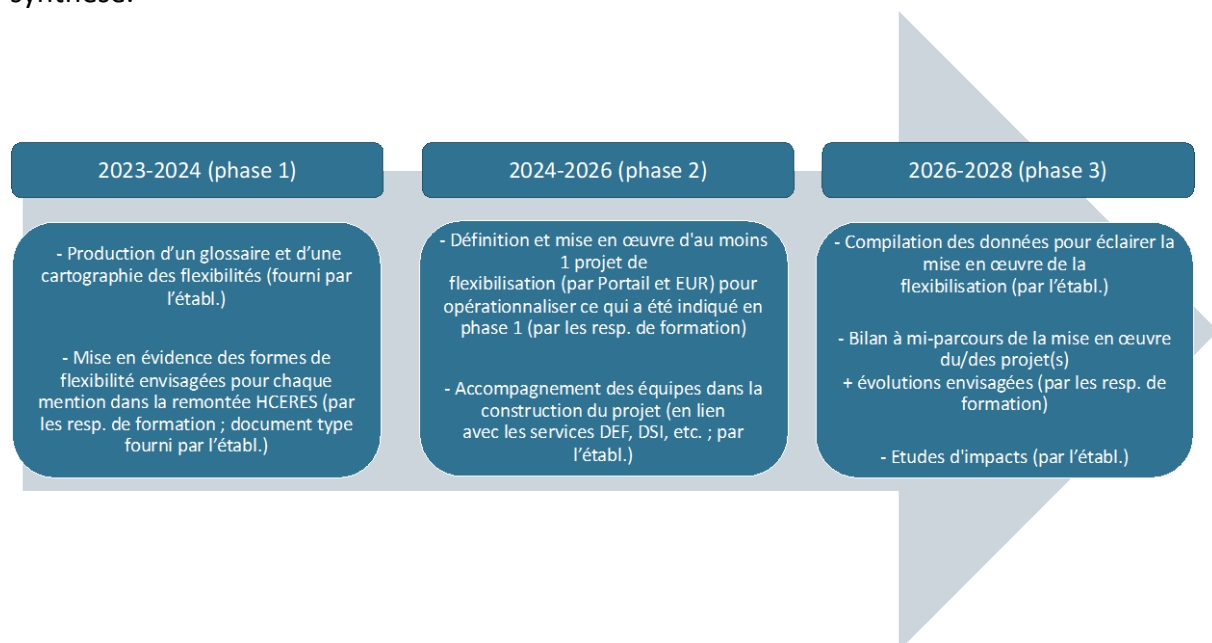 synthèse.
2023-2024 (phase 1)
- Production d’un glossaire et d’une
cartographie des flexibilités (fourni par
l’établ.)
- Mise en évidence des formes de
flexibilité envisagées pour chaque
mention dans la remontée HCERES (par
les resp. de formation ; document type
fourni par l’établ.)
2024-2026 (phase 2)
- Définition et mise en œuvre d'au moins
1 projet de
flexibilisation (par Portail et EUR) pour
opérationnaliser ce qui a été indiqué en
phase 1 (par les resp. de formation)
- Accompagnement des équipes dans la
construction du projet (en lien
avec les services DEF, DSI, etc. ; par
l’établ.)
2026-2028 (phase 3)
- Compilation des données pour éclairer la
mise en œuvre de la
flexibilisation (par l’établ.)
- Bilan à mi-parcours de la mise en œuvre
du/des projet(s)
+ évolutions envisagées (par les resp. de
formation)
- Etudes d'impacts (par l’établ.)